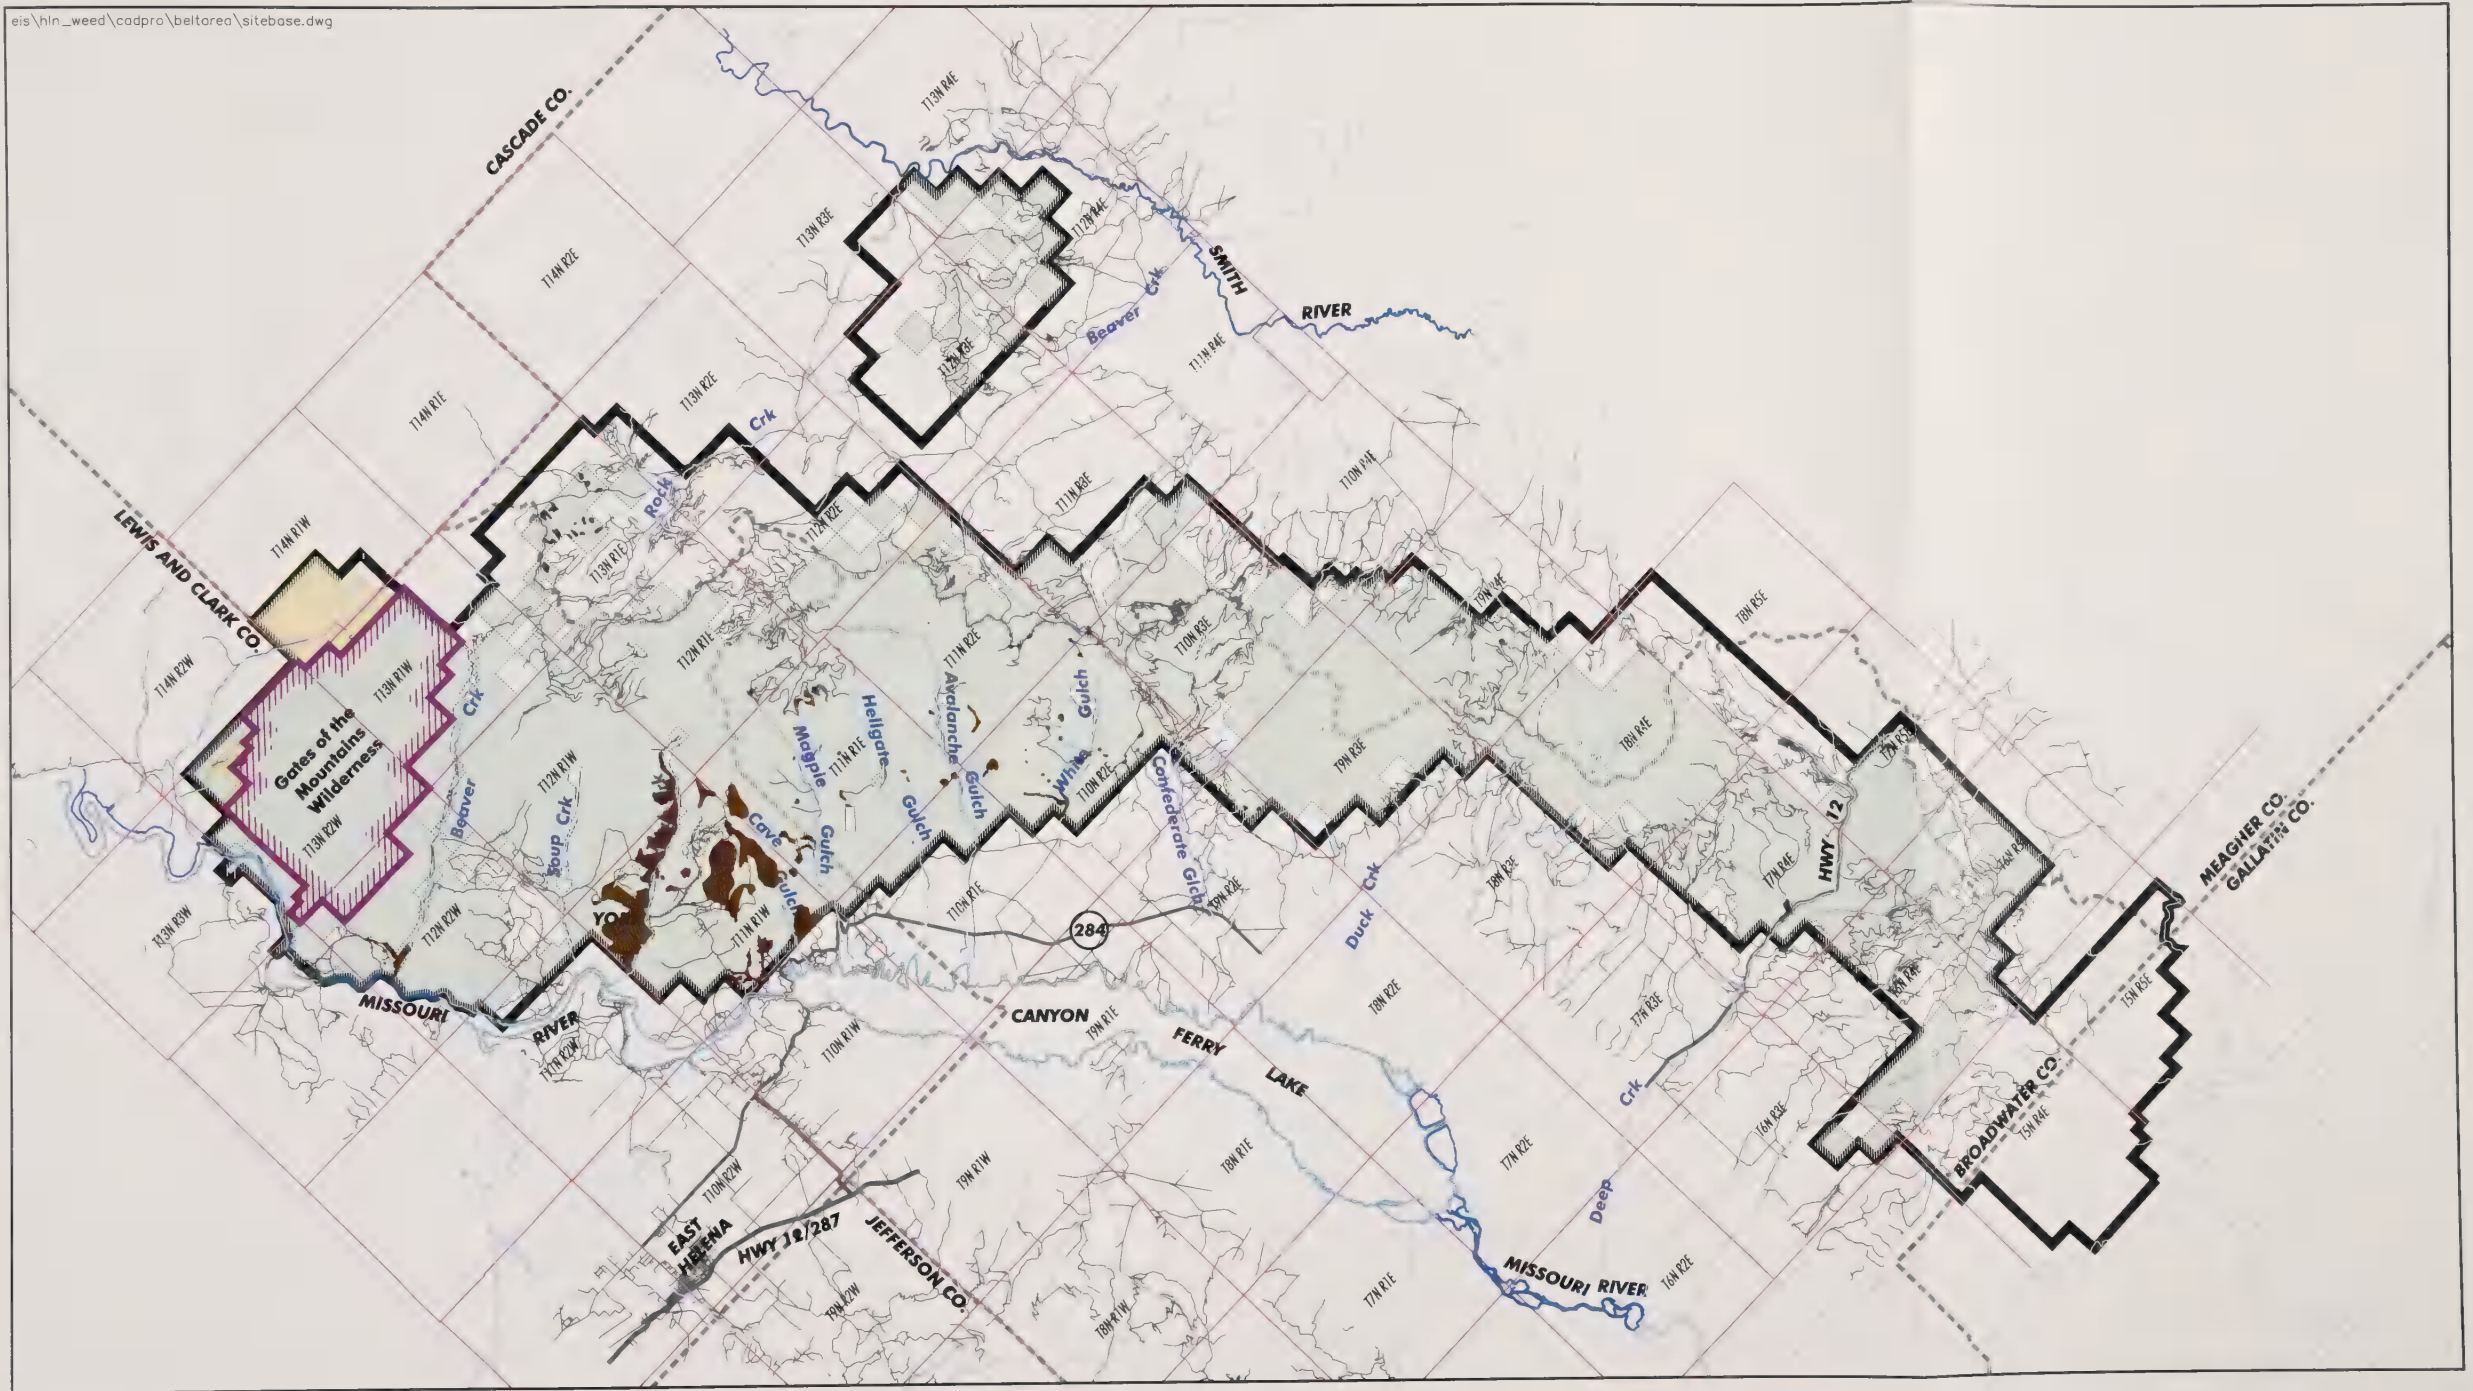 eis\hln_weed\cadpro\beltarea\sitebase.dwg
CASCADE CO.
T13N R4E
T13N R3E
T12N R4E
T14N R2E
SMITH
RIVER
Beaver Crk
T11N R4E
T12N R3E
T13N R2E
T14N R1E
Crk
Rock
T10N R4E
T11N R3E
T12N R2E
T14N R1W
LEWIS AND CLARK CO.
T13N R1E
T9N R4E
T8N R5E
T10N R3E
T11N R2E
T12N R1E
T14N R2W
T13N R1W
Gates of the
Mountains
Wilderness
T13N R2W
Crk
Beaver
T12N R1W
Soup Crk
Magpie
Gulch
Hellgate
Gulch
T11N R1E
Avalanche
Gulch
Gulch
White
T10N R2E
Cave
Gulch
T9N R3E
T8N R4E
T7N R5E
HWY 12
T7N R4E
MEAGHER CO.
GALLATIN CO.
Confederate Glch
T9N R2E
T8N R3E
Duck Crk
T10N R1E
284
T11N R1W
T12N R2W
T13N R3W
MISSOURI
RIVER
T11N R2W
T10N R1W
CANYON
FERRY
LAKE
T9N R1E
T8N R2E
T7N R3E
T6N R4E
T5N R5E
BROADWATER CO.
T5N R4E
T6N R3E
Deep Crk
T7N R2E
T8N R1E
T9N R1W
T10N R2W
EAST
HELENA
HWY 12/287
JEFFERSON CO.
T9N R2W
T8N R1W
T7N R1E
MISSOURI RIVER
T6N R2E